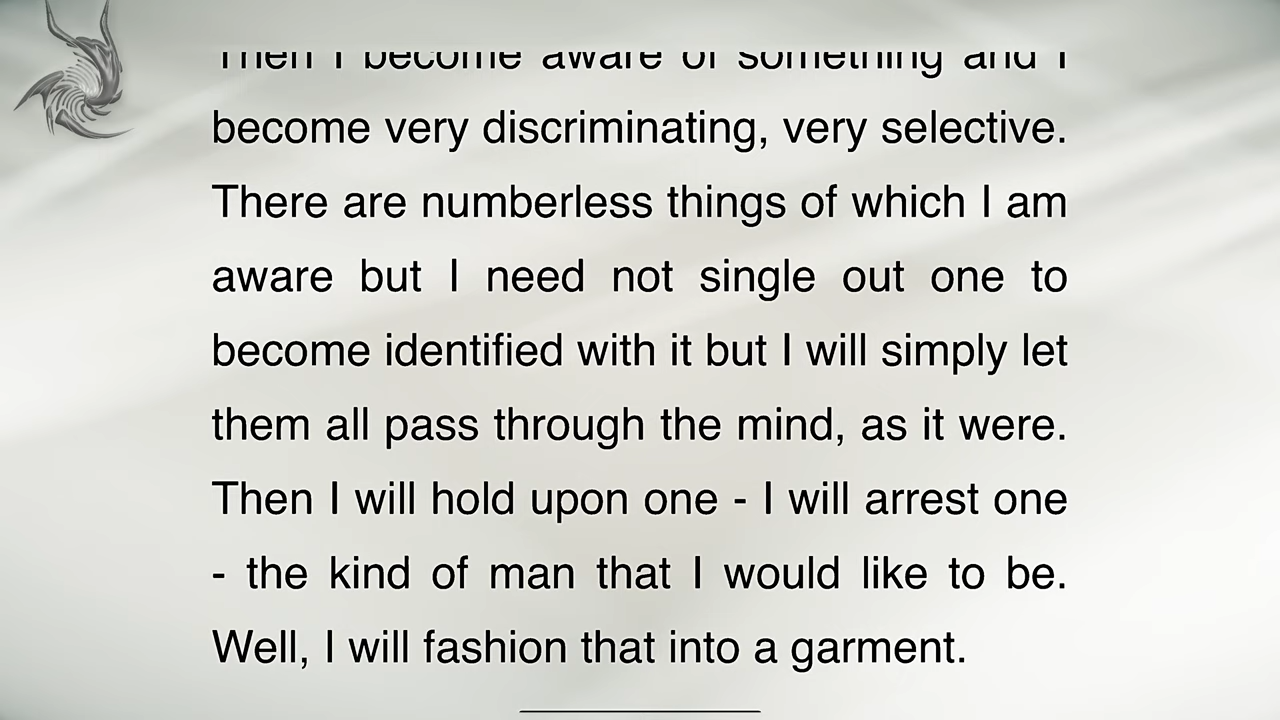 Then I become aware of something and I
become very discriminating, very selective.
There are numberless things of which I am
aware but I need not single out one to
become identified with it but I will simply let
them all pass through the mind, as it were.
Then I will hold upon one - I will arrest one
- the kind of man that I would like to be.
Well, I will fashion that into a garment.